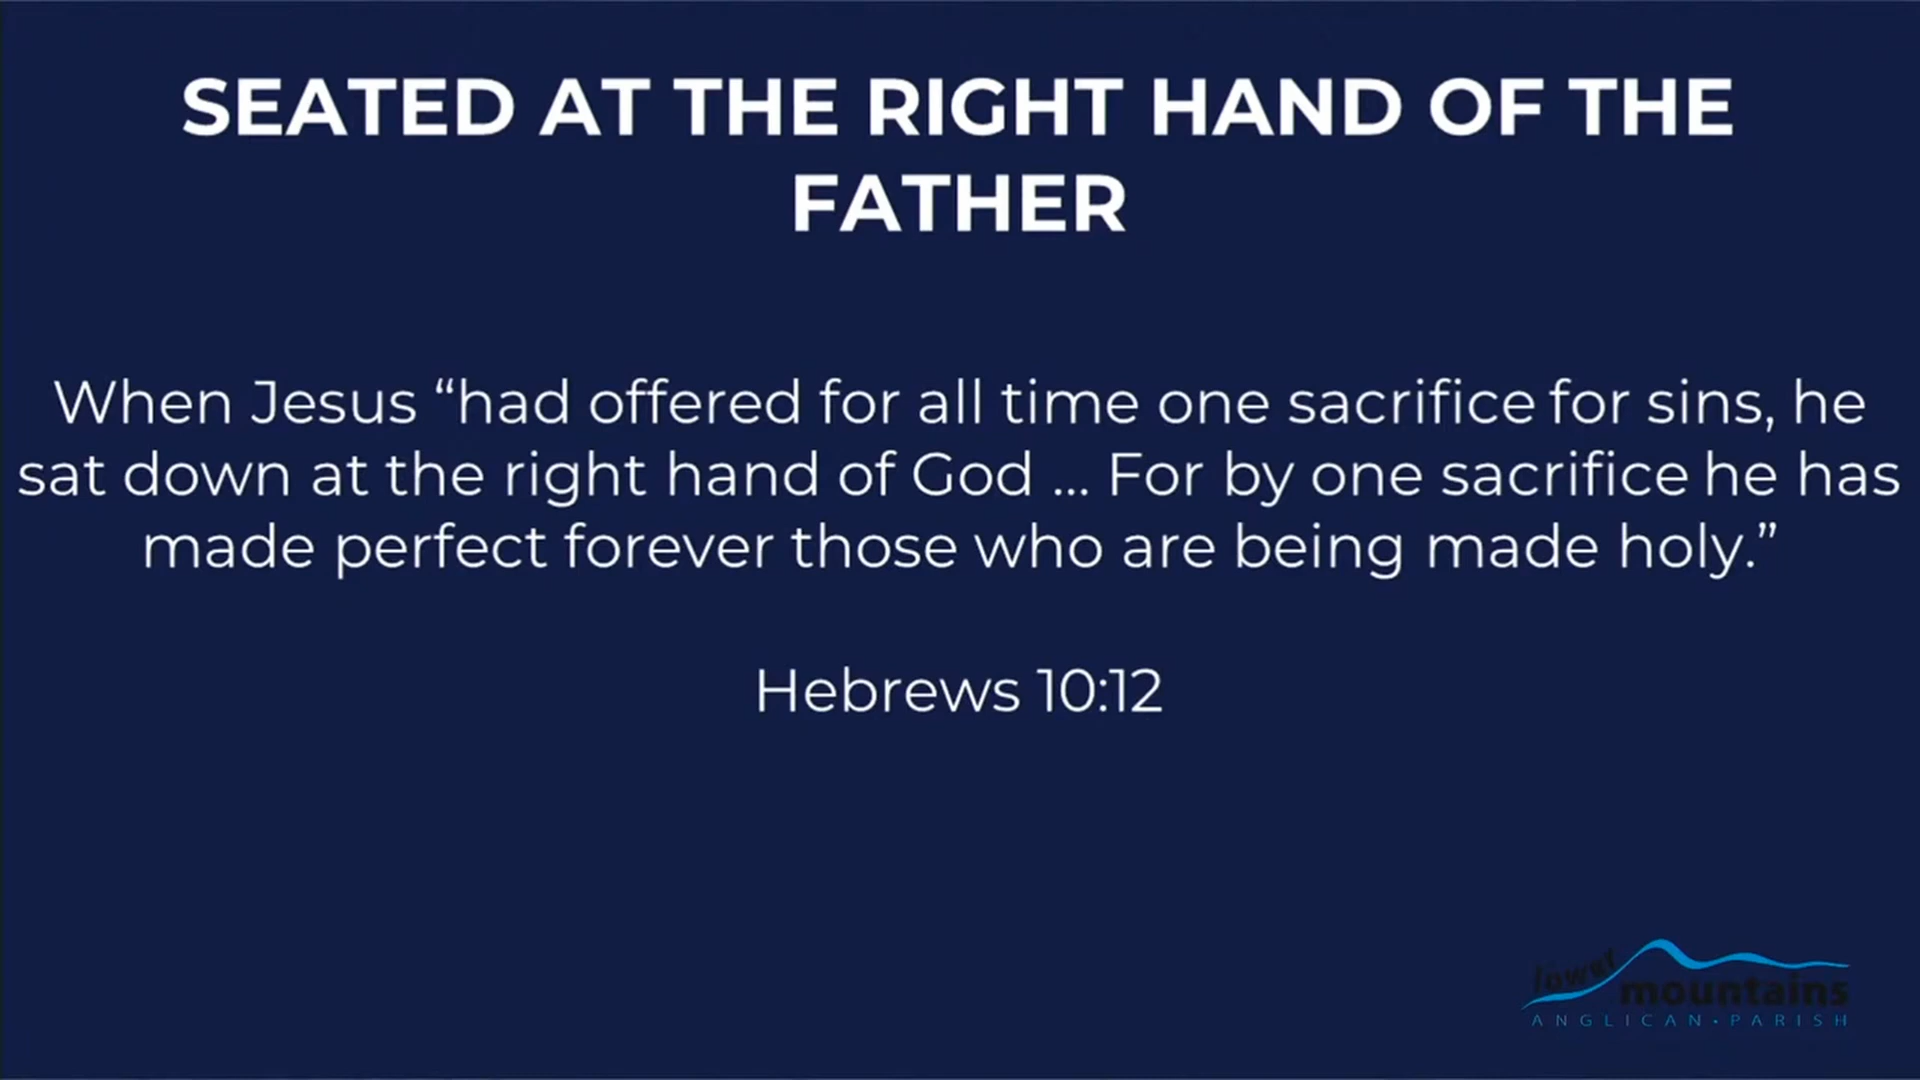 SEATED AT THE RIGHT HAND OF THE
FATHER
When Jesus “had offered for all time one sacrifice for sins, he
sat down at the right hand of God ... For by one sacrifice he has
made perfect forever those who are being made holy.”
Hebrews 10:12
lower
mountains
ANGLICAN·PARISH